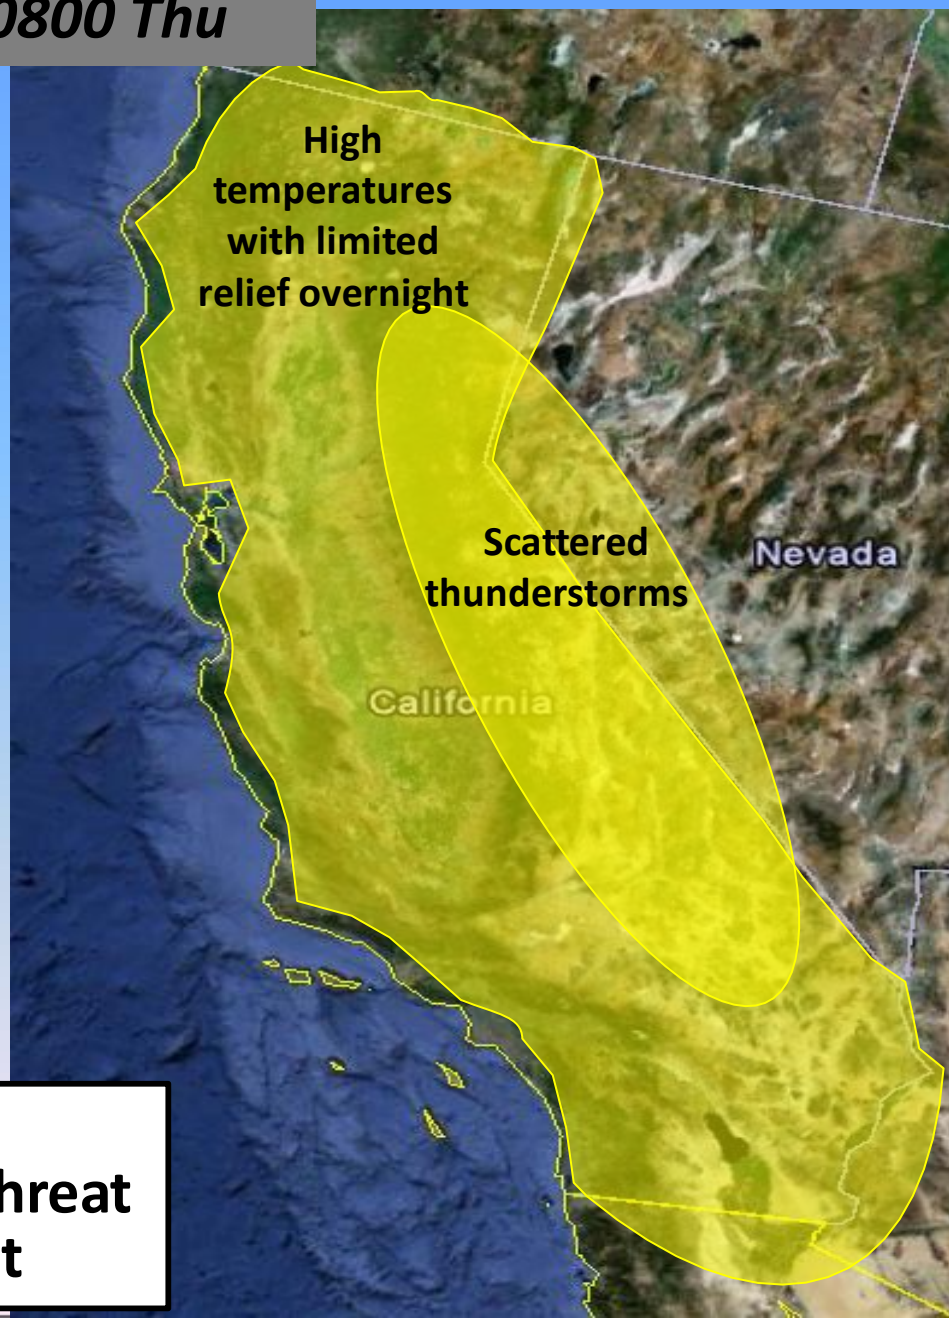 0800 Thu
High
temperatures
with limited
relief overnight
Scattered
thunderstorms
Nevada
California
hreat
t